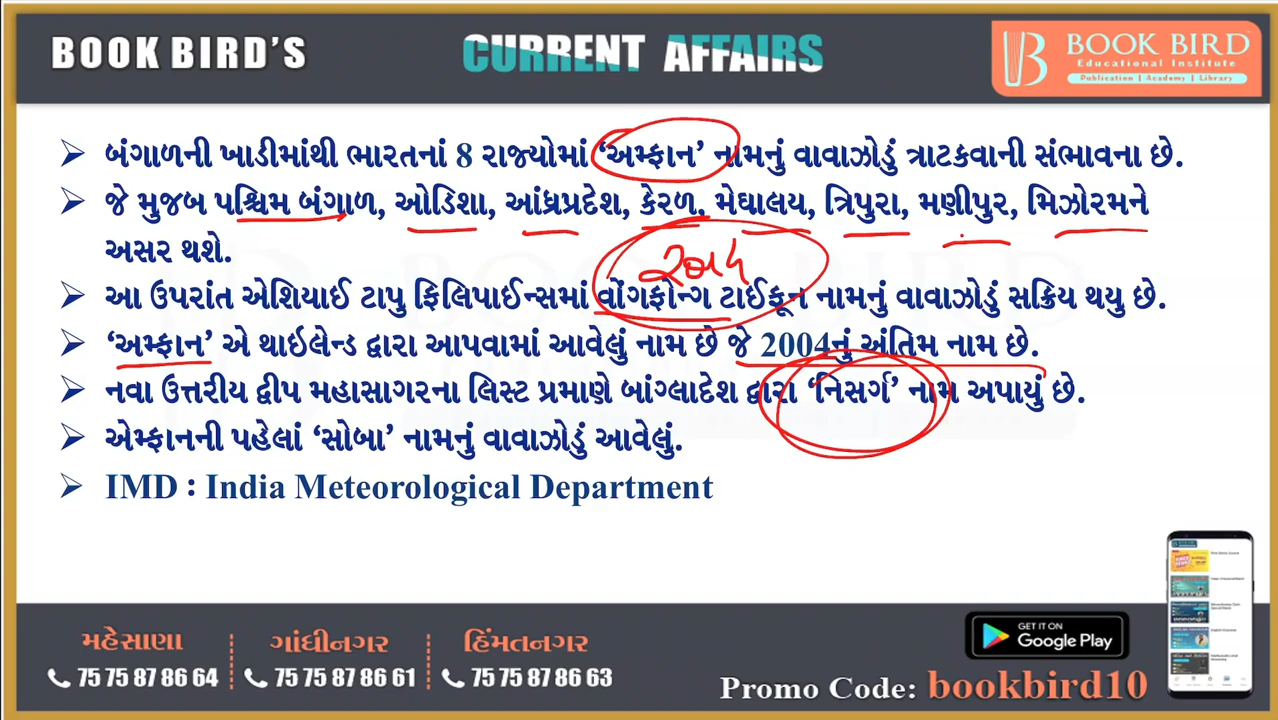 BOOK BIRD'S
CURRENT AFFAIRS
BOOK BIRD
Educational Institute
Publication | Academy | Library
➢ બંગાળની ખાડીમાંથી ભારતનાં 8 રાજ્યોમાં ‘અમ્ફાન’ નામનું વાવાઝોડું ત્રાટકવાની સંભાવના છે.
➢ જે મુજબ પશ્ચિમ બંગાળ, ઓડિશા, આંધ્રપ્રદેશ, કેરળ, મેઘાલય, ત્રિપુરા, મણીપુર, મિઝોરમને
અસર થશે.
➢ આ ઉપરાંત એશિયાઈ ટાપુ ફિલિપાઈન્સમાં વોંગફોન્ગ ટાઈફૂન નામનું વાવાઝોડું સક્રિય થયુ છે.
➢ ‘અમ્ફાન’ એ થાઇલેન્ડ દ્વારા આપવામાં આવેલું નામ છે જે 2004નું અંતિમ નામ છે.
➢ નવા ઉત્તરીય દ્વીપ મહાસાગરના લિસ્ટ પ્રમાણે બાંગ્લાદેશ દ્વારા ‘નિસર્ગ’ નામ અપાયું છે.
➢ એમ્ફાનની પહેલાં ‘સોબા’ નામનું વાવાઝોડું આવેલું.
➢ IMD : India Meteorological Department
મહેસાણા
75 75 87 86 64
ગાંધીનગર
75 75 87 86 61
હિંમતનગર
75 75 87 86 63
GET IT ON
Google Play
Promo Code: bookbird10